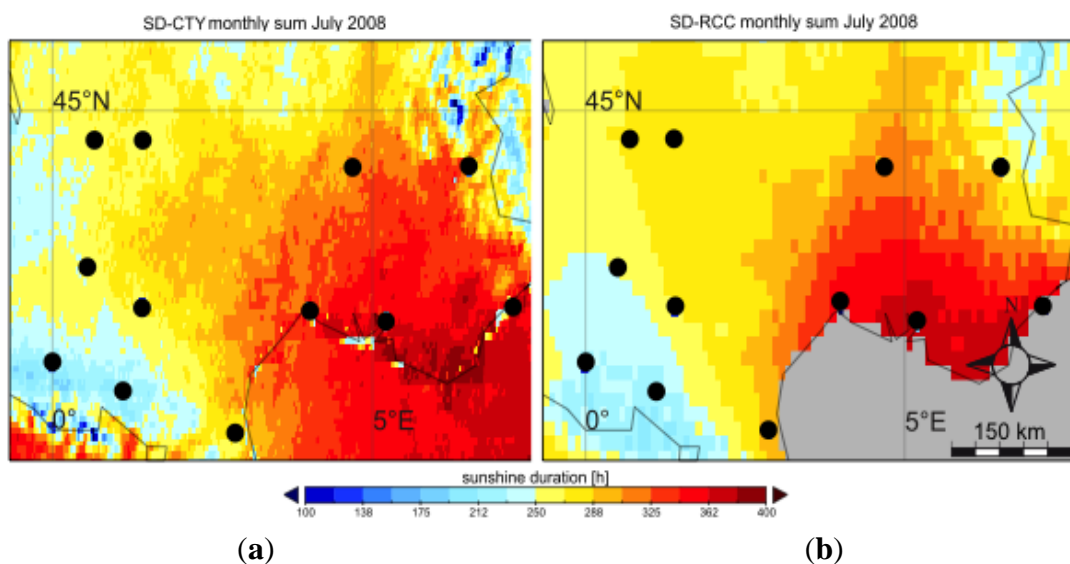 SD-CTY monthly sum July 2008
SD-RCC monthly sum July 2008
45°N
45°N
N
0°
5°E
0°
5°E
150 km
sunshine duration [h]
100 138 175 212 250 288 325 362 400
(a)
(b)